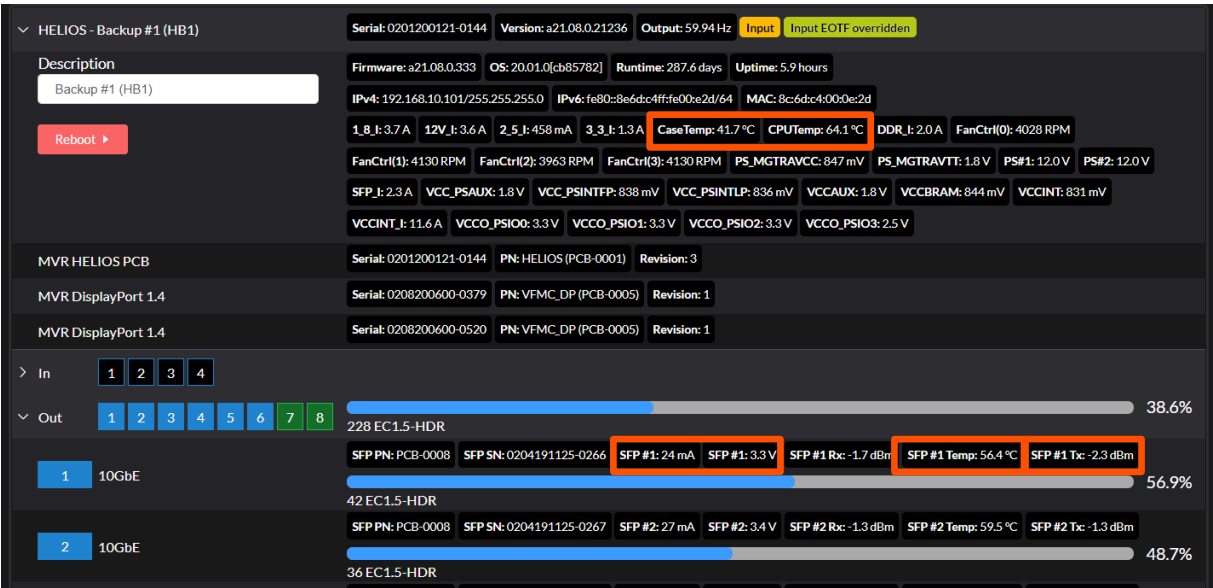 HELIOS - Backup #1 (HB1)
Serial: 0201200121-0144 Version: a21.08.0.21236 Output: 59.94 Hz Input Input EOTF overridden
Description
Backup #1 (HB1)
Reboot
Firmware: a21.08.0.333 OS: 20.01.0[cb85782] Runtime: 287.6 days Uptime: 5.9 hours
IPv4: 192.168.10.101/255.255.255.0 IPv6: fe80::8e6d:c4ff:fe00:e2d/64 MAC: 8c:6d:c4:00:0e:2d
1_8_I: 3.7 A 12V_I: 3.6 A 2_5_I: 458 mA 3_3_I: 1.3 A CaseTemp: 41.7 ºC CPUTemp: 64.1 ºC DDR_I: 2.0 A FanCtrl(0): 4028 RPM
FanCtrl(1): 4130 RPM FanCtrl(2): 3963 RPM FanCtrl(3): 4130 RPM PS_MGTRAVCC: 847 mV PS_MGTRAVTT: 1.8 V PS#1: 12.0 V PS#2: 12.0 V
SFP_I: 2.3 A VCC_PSAUX: 1.8 V VCC_PSINTFP: 838 mV VCC_PSINTLP: 836 mV VCCAUX: 1.8 V VCCBRAM: 844 mV VCCINT: 831 mV
VCCINT_I: 11.6 A VCCO_PSIO0: 3.3 V VCCO_PSIO1: 3.3 V VCCO_PSIO2: 3.3 V VCCO_PSIO3: 2.5 V
MVR HELIOS PCB Serial: 0201200121-0144 PN: HELIOS (PCB-0001) Revision: 3
MVR DisplayPort 1.4 Serial: 0208200600-0379 PN: VFMC_DP (PCB-0005) Revision: 1
MVR DisplayPort 1.4 Serial: 0208200600-0520 PN: VFMC_DP (PCB-0005) Revision: 1
In 1 2 3 4
Out 1 2 3 4 5 6 7 8 38.6%
228 EC1.5-HDR
1 10GbE
SFP PN: PCB-0008 SFP SN: 0204191125-0266 SFP #1: 24 mA SFP #1: 3.3 V SFP #1 Rx: -1.7 dBm SFP #1 Temp: 56.4 ºC SFP #1 Tx: -2.3 dBm
56.9%
42 EC1.5-HDR
2 10GbE
SFP PN: PCB-0008 SFP SN: 0204191125-0267 SFP #2: 27 mA SFP #2: 3.4 V SFP #2 Rx: -1.3 dBm SFP #2 Temp: 59.5 ºC SFP #2 Tx: -1.3 dBm
48.7%
36 EC1.5-HDR